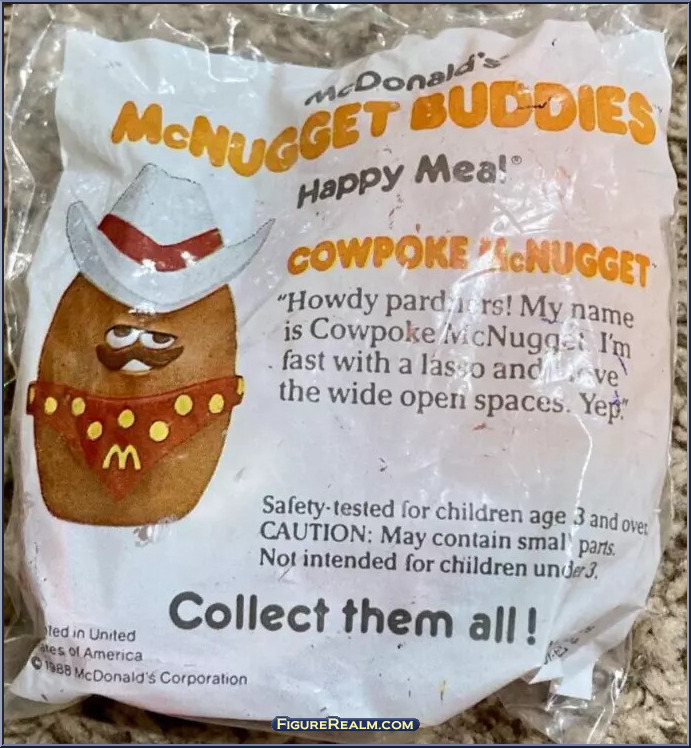 McDonald's
McNUGGET BUDDIES
Happy Meal®
COWPOKE McNUGGET
"Howdy pardners! My name
is Cowpoke McNugget. I'm
fast with a lasso and I love
the wide open spaces. Yep."
Safety-tested for children age 3 and over.
CAUTION: May contain small parts.
Not intended for children under 3.
Collect them all!
ted in United
ates of America
© 1988 McDonald's Corporation
FIGUREREALM.COM